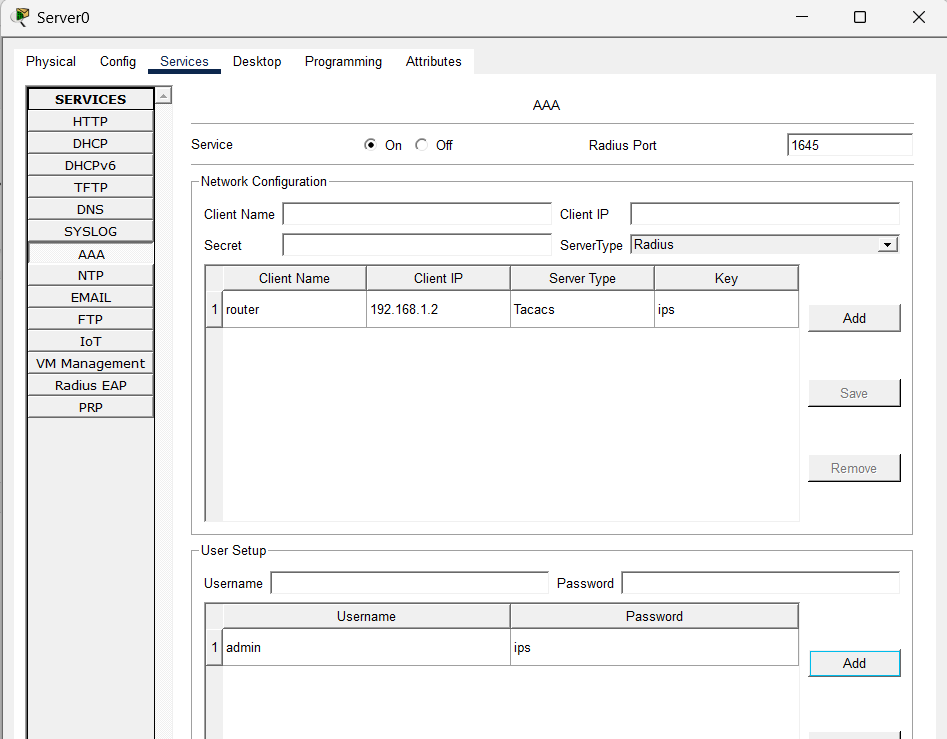 Server0
Physical Config Services Desktop Programming Attributes
SERVICES
HTTP
DHCP
DHCPv6
TFTP
DNS
SYSLOG
AAA
NTP
EMAIL
FTP
IoT
VM Management
Radius EAP
PRP
AAA
Service On Off Radius Port 1645
Network Configuration
Client Name Client IP
Secret ServerType Radius
Client Name Client IP Server Type Key
1 router 192.168.1.2 Tacacs ips
Add
Save
Remove
User Setup
Username Password
Username Password
1 admin ips
Add